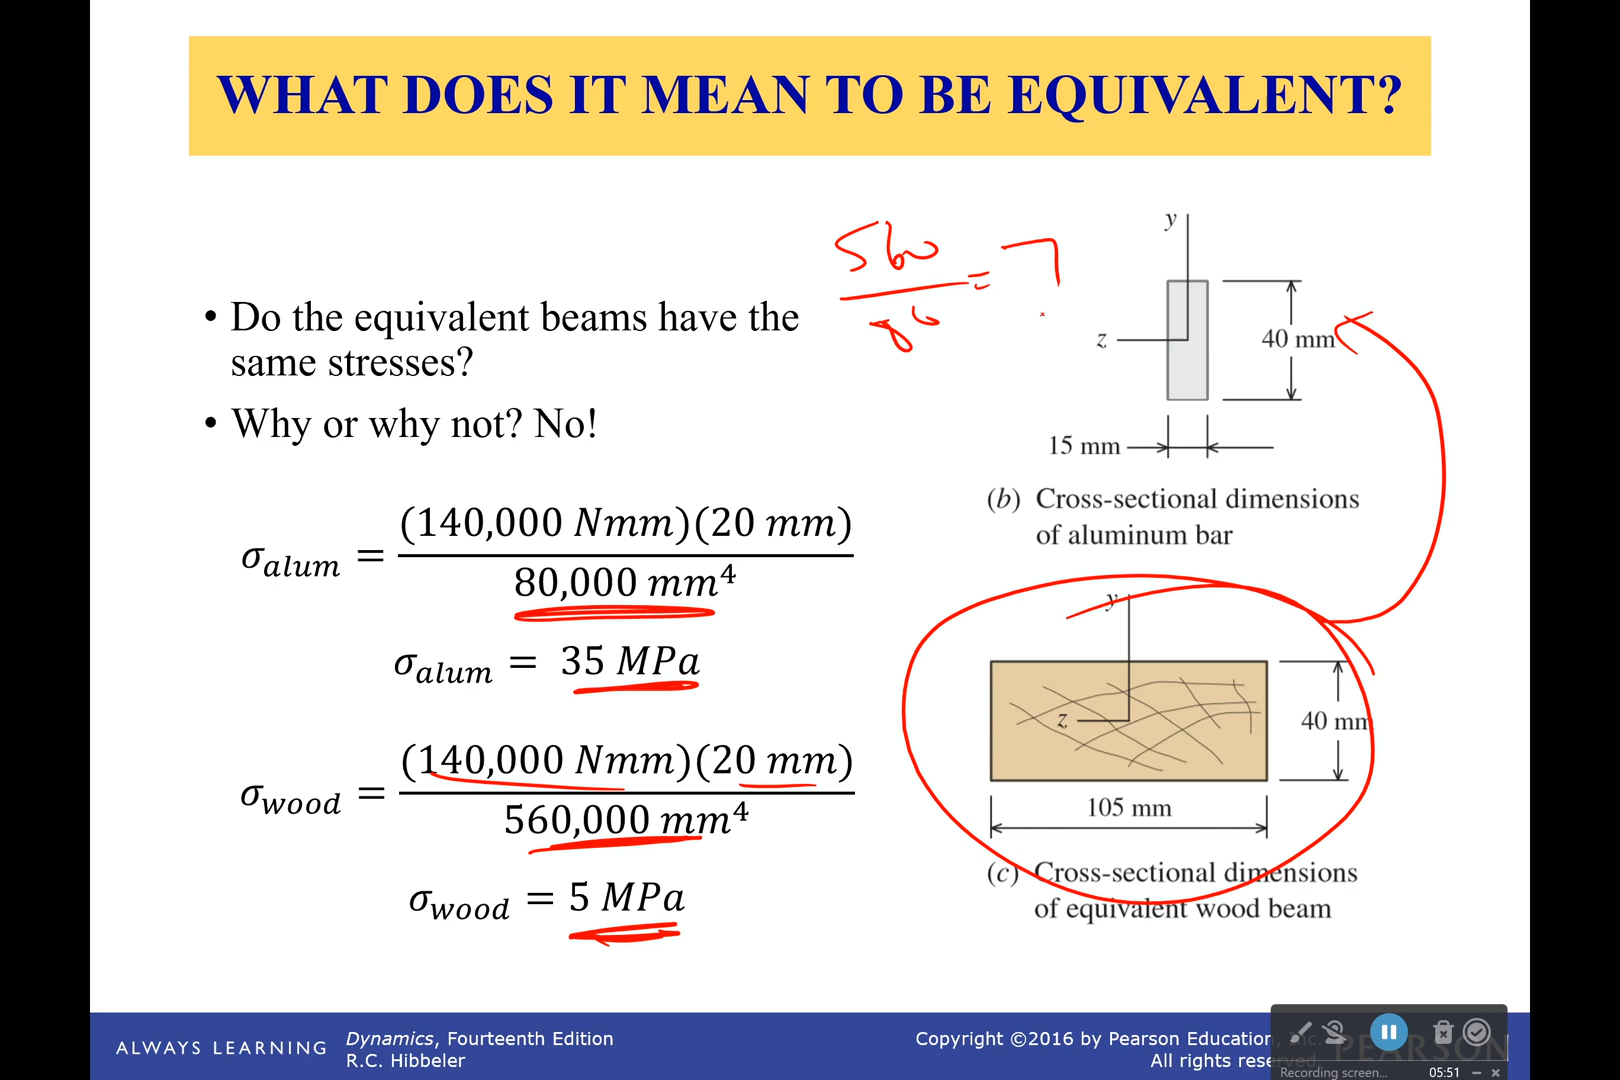 WHAT DOES IT MEAN TO BE EQUIVALENT?
560
80
= 7
• Do the equivalent beams have the
same stresses?
• Why or why not? No!
σalum = (140,000 Nmm)(20 mm)
80,000 mm⁴
σalum = 35 MPa
σwood = (140,000 Nmm)(20 mm)
560,000 mm⁴
σwood = 5 MPa
y
z
40 mm
15 mm
(b) Cross-sectional dimensions
of aluminum bar
y
z
40 mm
105 mm
(c) Cross-sectional dimensions
of equivalent wood beam
ALWAYS LEARNING
Dynamics, Fourteenth Edition
R.C. Hibbeler
Copyright ©2016 by Pearson Education, Inc.
All rights reserved.
PEARSON
Recording screen... 05:51